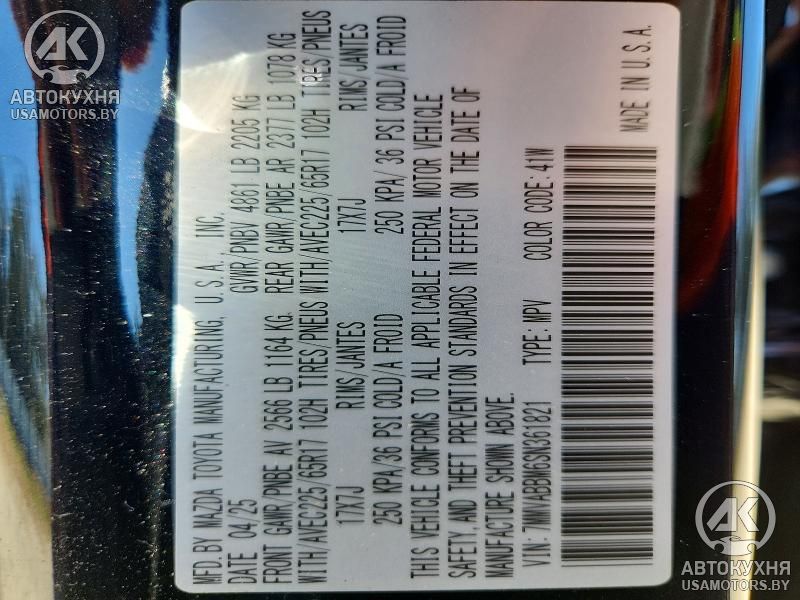 MFD.BY MAZDA TOYOTA MANUFACTURING, U.S.A., INC.
DATE 04/25 GVWR/PNBV 4861 LB 2205 KG
FRONT GAWR/PNBE AV 2566 LB 1164 KG. REAR GAWR/PNBE AR 2377 LB 1078 KG
WITH/AVEC225/65R17 102H TIRES/PNEUS WITH/AVEC225/65R17 102H TIRES/PNEUS
17X7J RIMS/JANTES 17X7J RIMS/JANTES
250 KPA/36 PSI COLD/A FROID 250 KPA/ 36 PSI COLD/A FROID
THIS VEHICLE CONFORMS TO ALL APPLICABLE FEDERAL MOTOR VEHICLE
SAFETY AND THEFT PREVENTION STANDARDS IN EFFECT ON THE DATE OF
MANUFACTURE SHOWN ABOVE.
VIN: 7MMVABBM6SN361821 TYPE: MPV COLOR CODE: 41W
MADE IN U.S.A.
АК
АВТОКУХНЯ
USAMOTORS.BY
АК
АВТОКУХНЯ
USAMOTORS.BY